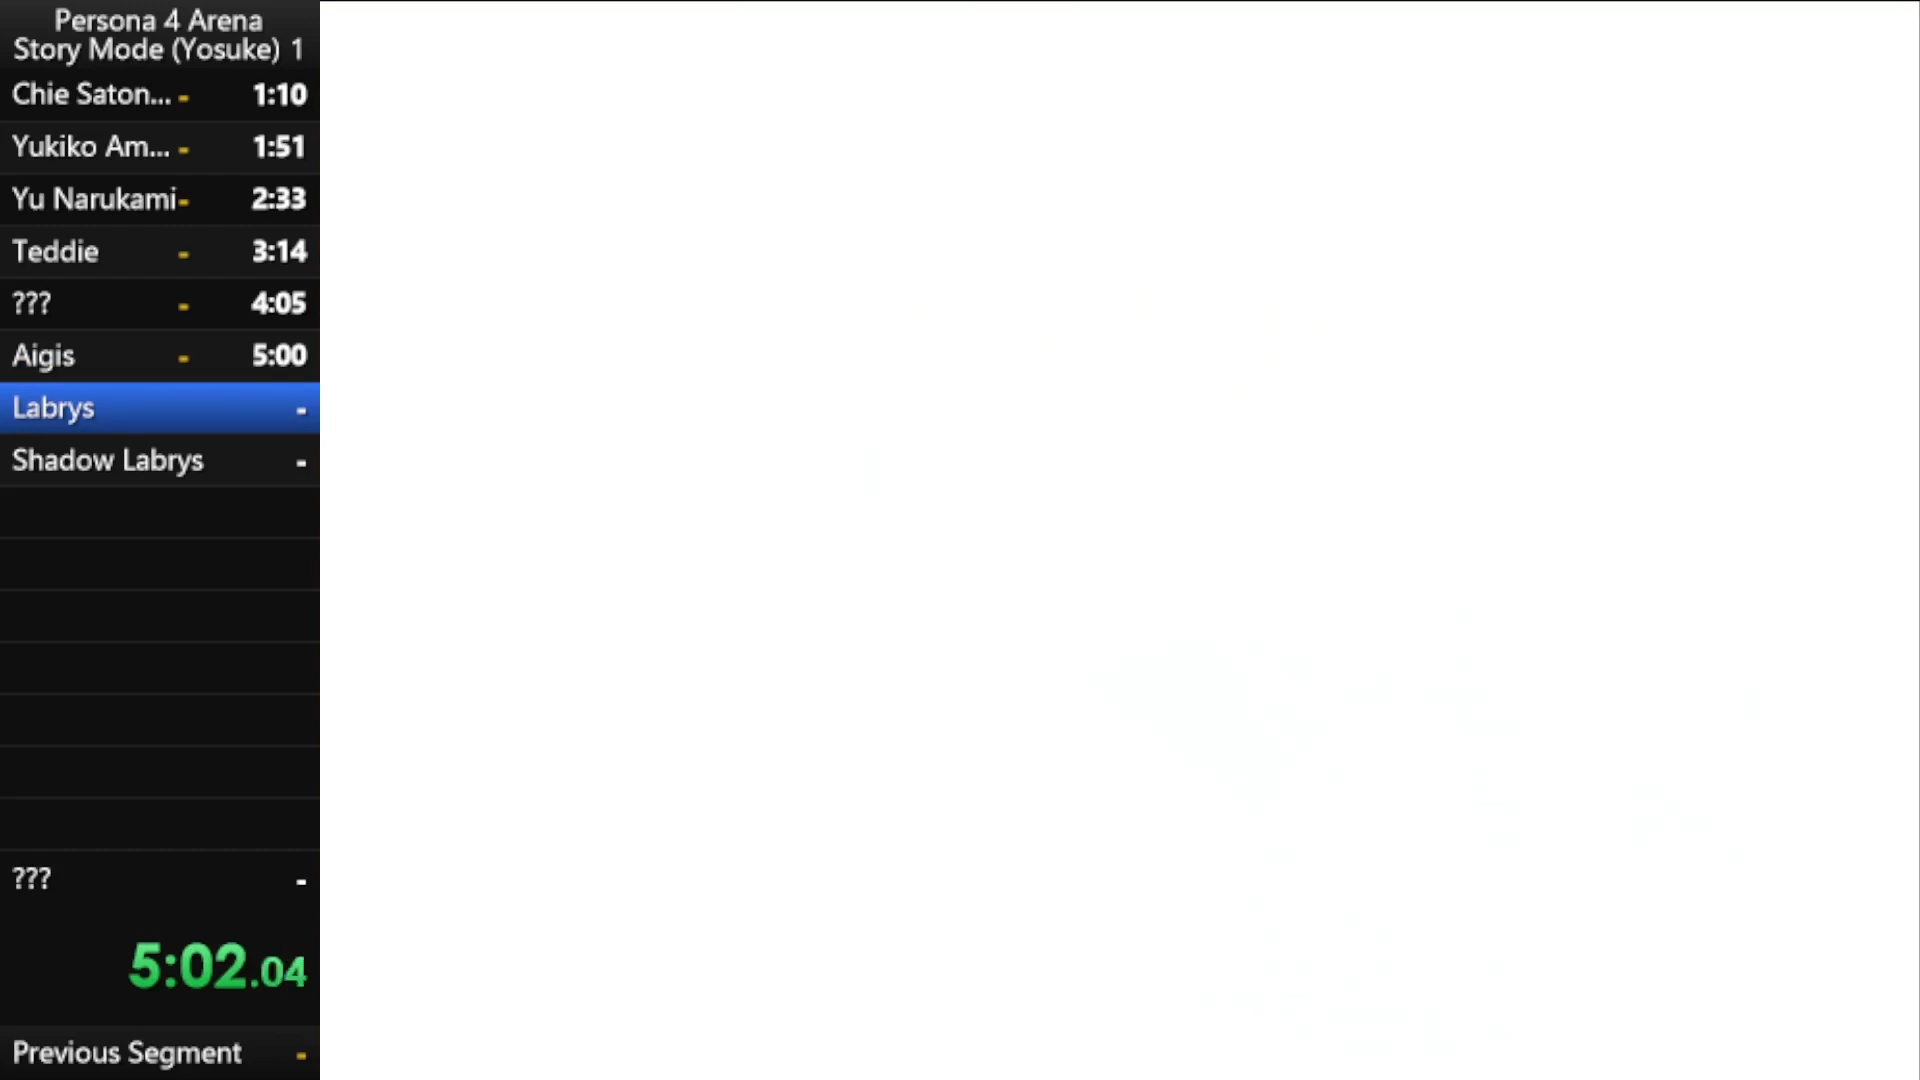 Persona 4 Arena
Story Mode (Yosuke) 1
Chie Saton... - 1:10
Yukiko Am... - 1:51
Yu Narukami - 2:33
Teddie - 3:14
??? - 4:05
Aigis - 5:00
Labrys -
Shadow Labrys -
??? -
5:02.04
Previous Segment -